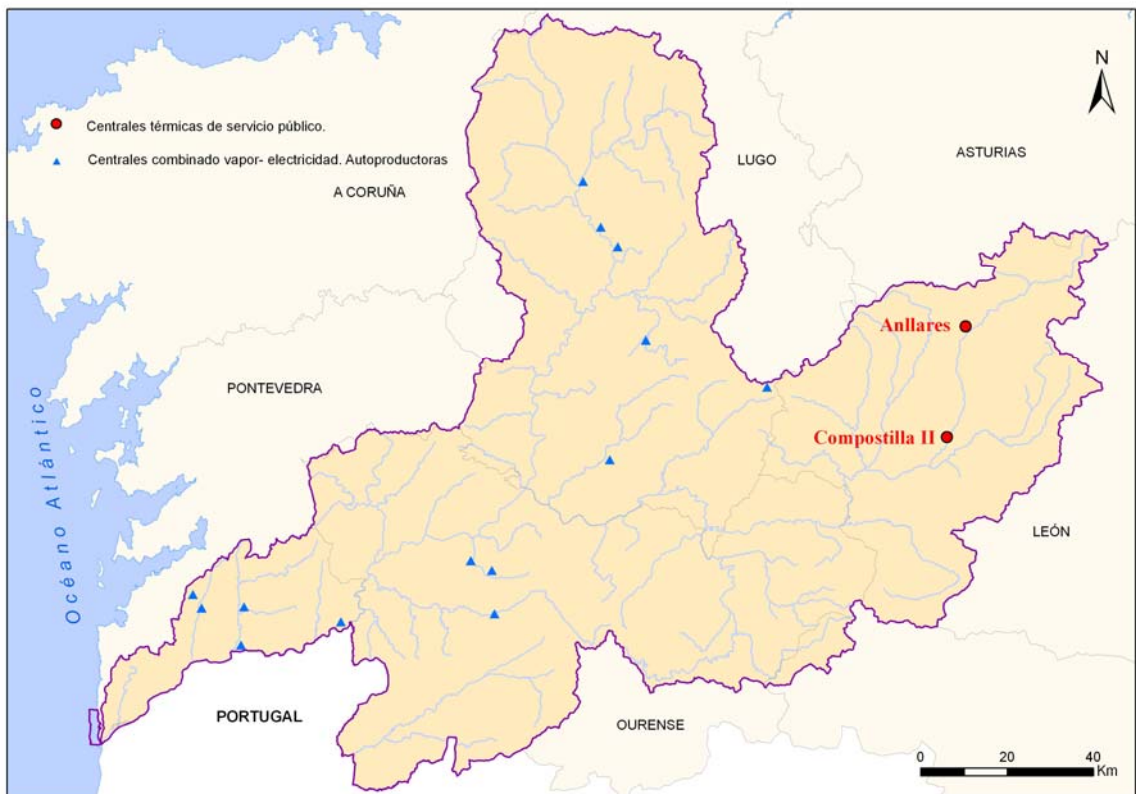 N
Centrales térmicas de servicio público.
Centrales combinado vapor- electricidad. Autoproductoras
LUGO
ASTURIAS
A CORUÑA
Anllares
PONTEVEDRA
Compostilla II
Océano Atlántico
LEÓN
PORTUGAL
OURENSE
0 20 40
Km